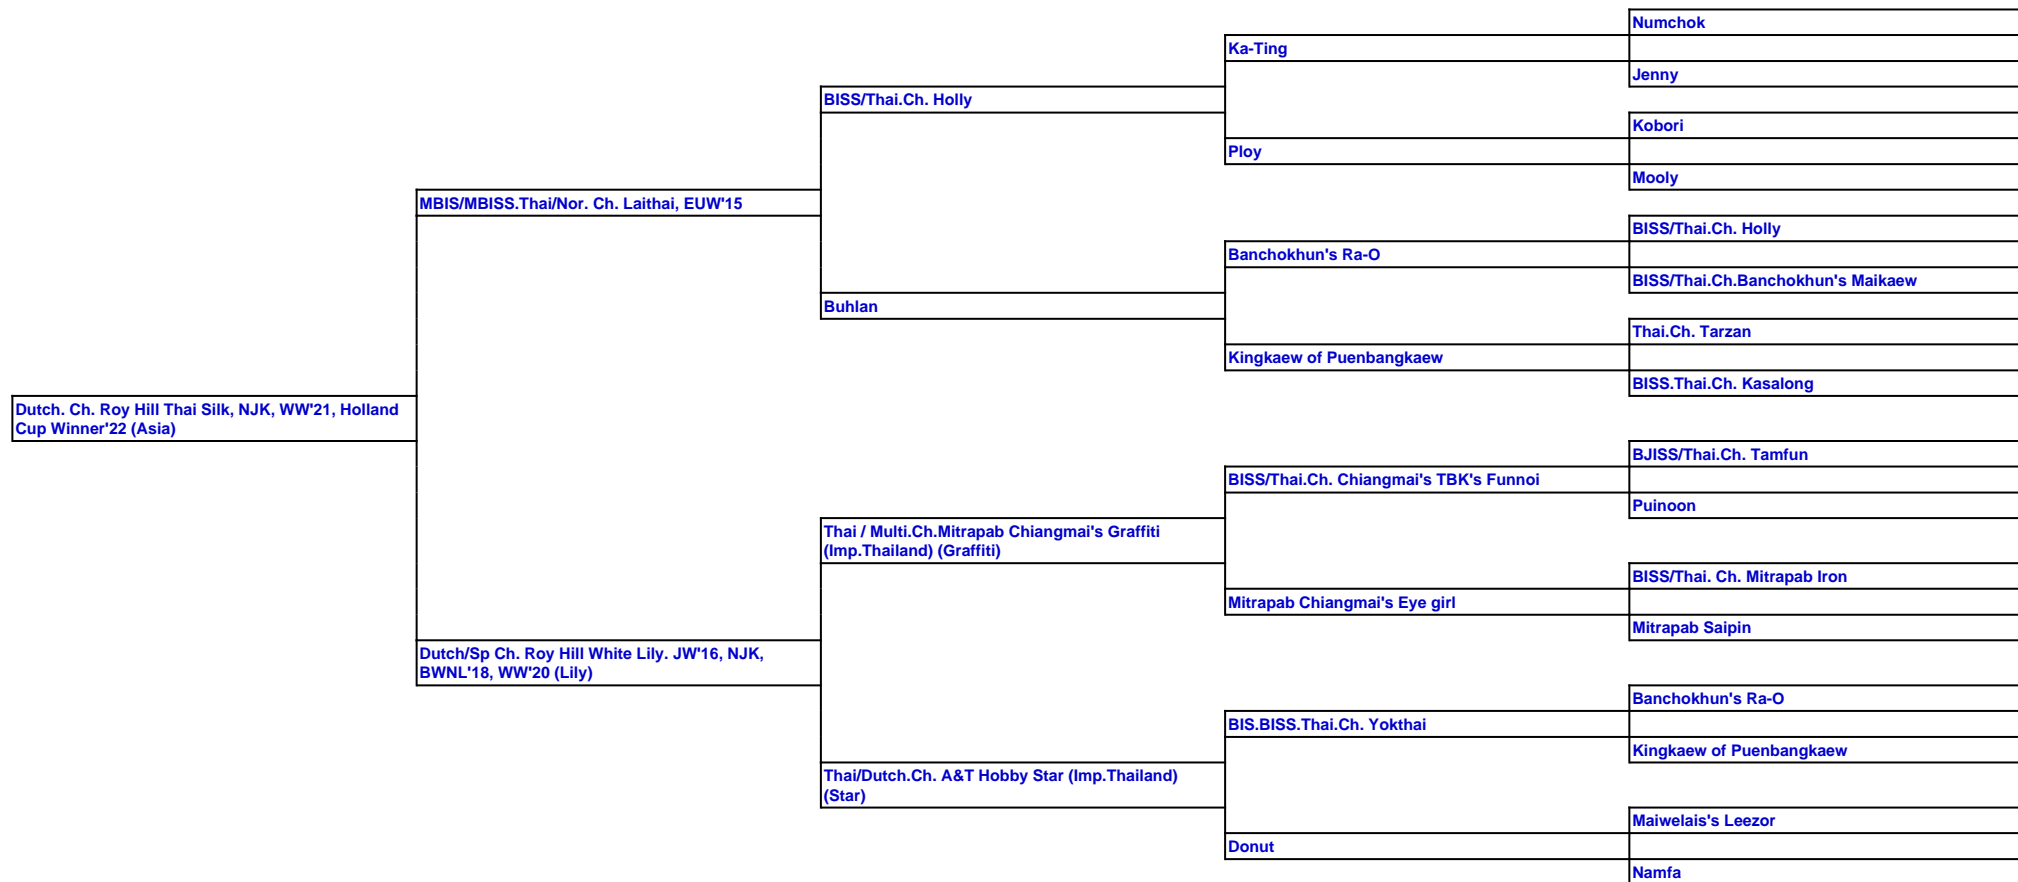 Numchok
Ka-Ting
Jenny
BISS/Thai.Ch. Holly
Kobori
Ploy
Mooly
MBIS/MBISS.Thai/Nor. Ch. Laithai, EUW'15
BISS/Thai.Ch. Holly
Banchokhun's Ra-O
BISS/Thai.Ch.Banchokhun's Maikaew
Buhlan
Thai.Ch. Tarzan
Kingkaew of Puenbangkaew
BISS.Thai.Ch. Kasalong
Dutch. Ch. Roy Hill Thai Silk, NJK, WW'21, Holland
Cup Winner'22 (Asia)
BJISS/Thai.Ch. Tamfun
BISS/Thai.Ch. Chiangmai's TBK's Funnoi
Puinoon
Thai / Multi.Ch.Mitrapab Chiangmai's Graffiti
(Imp.Thailand) (Graffiti)
BISS/Thai. Ch. Mitrapab Iron
Mitrapab Chiangmai's Eye girl
Mitrapab Saipin
Dutch/Sp Ch. Roy Hill White Lily. JW'16, NJK,
BWNL'18, WW'20 (Lily)
Banchokhun's Ra-O
BIS.BISS.Thai.Ch. Yokthai
Kingkaew of Puenbangkaew
Thai/Dutch.Ch. A&T Hobby Star (Imp.Thailand)
(Star)
Maiwelais's Leezor
Donut
Namfa